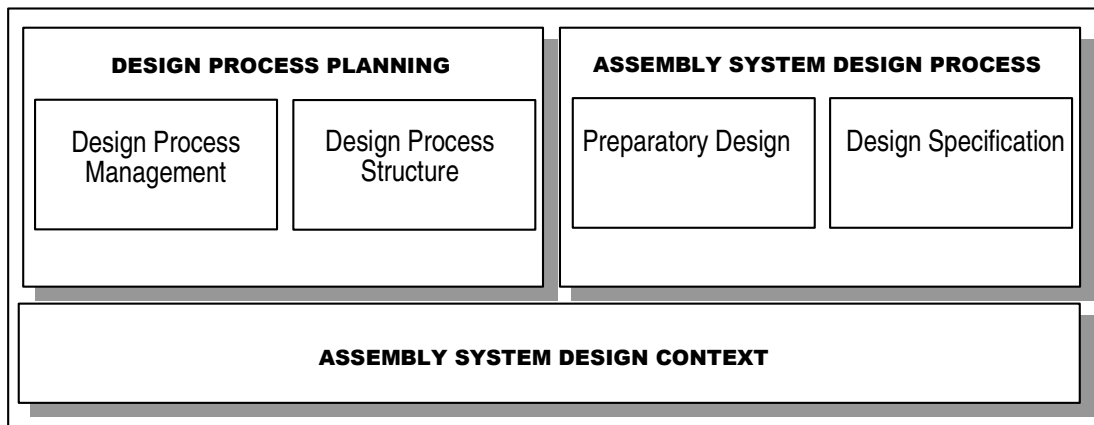 DESIGN PROCESS PLANNING
Design Process
Management
Design Process
Structure
ASSEMBLY SYSTEM DESIGN PROCESS
Preparatory Design
Design Specification
ASSEMBLY SYSTEM DESIGN CONTEXT